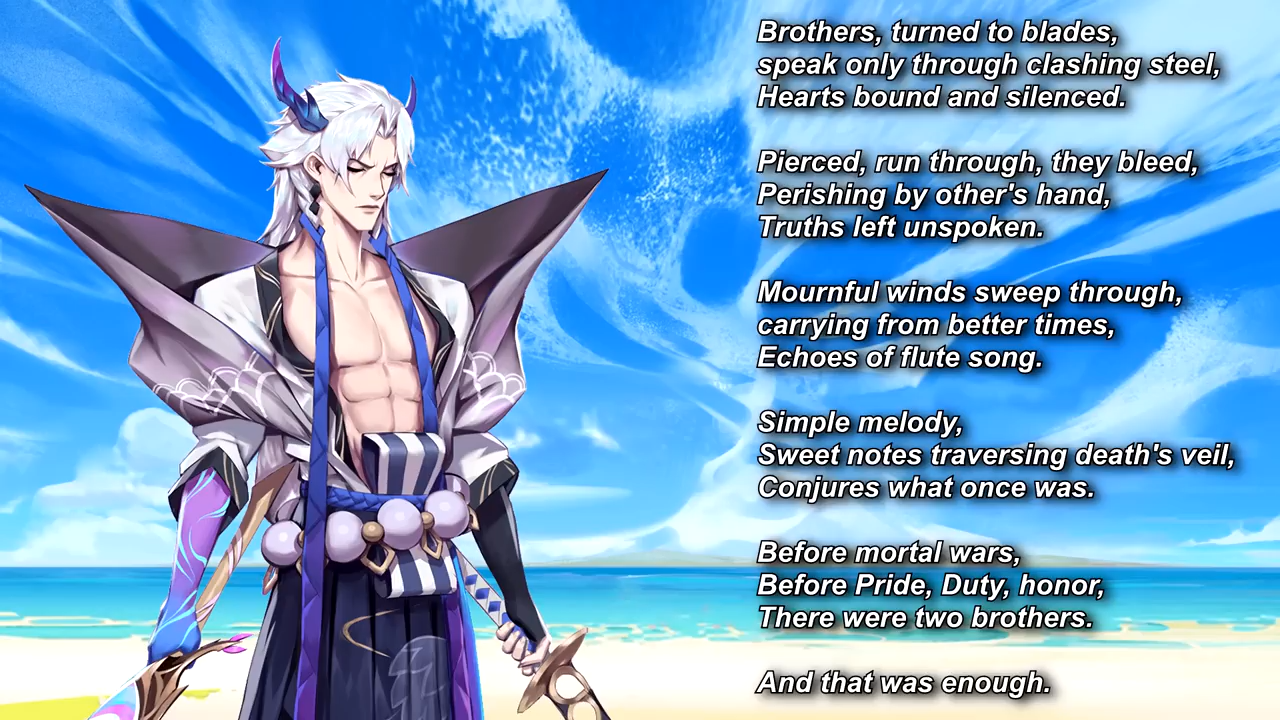 Brothers, turned to blades,
speak only through clashing steel,
Hearts bound and silenced.
Pierced, run through, they bleed,
Perishing by other's hand,
Truths left unspoken.
Mournful winds sweep through,
carrying from better times,
Echoes of flute song.
Simple melody,
Sweet notes traversing death's veil,
Conjures what once was.
Before mortal wars,
Before Pride, Duty, honor,
There were two brothers.
And that was enough.